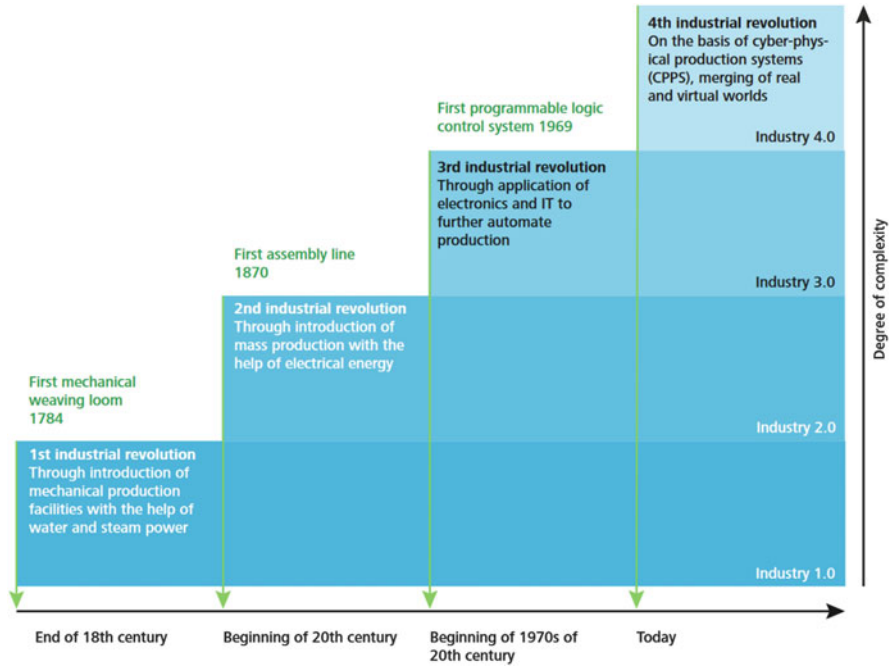 4th industrial revolution
On the basis of cyber-phys-
ical production systems
(CPPS), merging of real
and virtual worlds
Industry 4.0
First programmable logic
control system 1969
3rd industrial revolution
Through application of
electronics and IT to
further automate
production
Industry 3.0
First assembly line
1870
2nd industrial revolution
Through introduction of
mass production with the
help of electrical energy
Industry 2.0
First mechanical
weaving loom
1784
1st industrial revolution
Through introduction of
mechanical production
facilities with the help of
water and steam power
Industry 1.0
Degree of complexity
End of 18th century
Beginning of 20th century
Beginning of 1970s of
20th century
Today